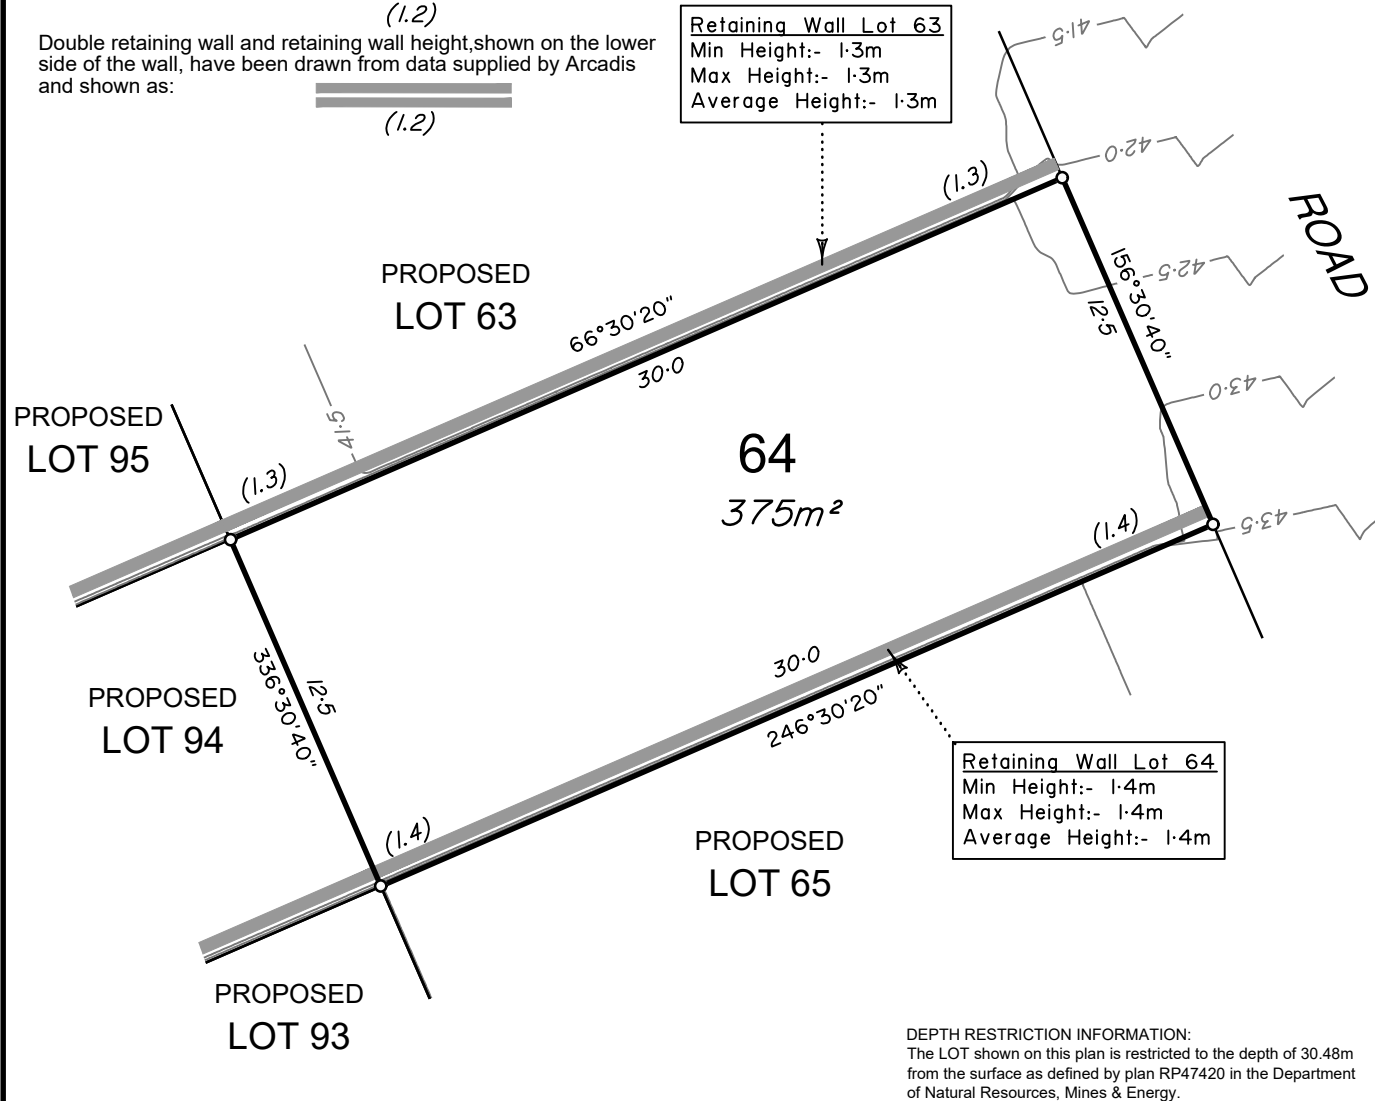 (1.2)
Double retaining wall and retaining wall height,shown on the lower
side of the wall, have been drawn from data supplied by Arcadis
and shown as:
(1.2)
Retaining Wall Lot 63
Min Height:- 1·3m
Max Height:- 1·3m
Average Height:- 1·3m
41·5
42·0
(1.3)
ROAD
42·5
156°30'40"
12·5
PROPOSED
LOT 63
66°30'20"
30·0
43·0
41·5
PROPOSED
LOT 95
(1.3)
64
375m²
(1.4)
43·5
336°30'40"
12·5
30·0
246°30'20"
PROPOSED
LOT 94
Retaining Wall Lot 64
Min Height:- 1·4m
Max Height:- 1·4m
Average Height:- 1·4m
(1.4)
PROPOSED
LOT 65
PROPOSED
LOT 93
DEPTH RESTRICTION INFORMATION:
The LOT shown on this plan is restricted to the depth of 30.48m
from the surface as defined by plan RP47420 in the Department
of Natural Resources, Mines & Energy.